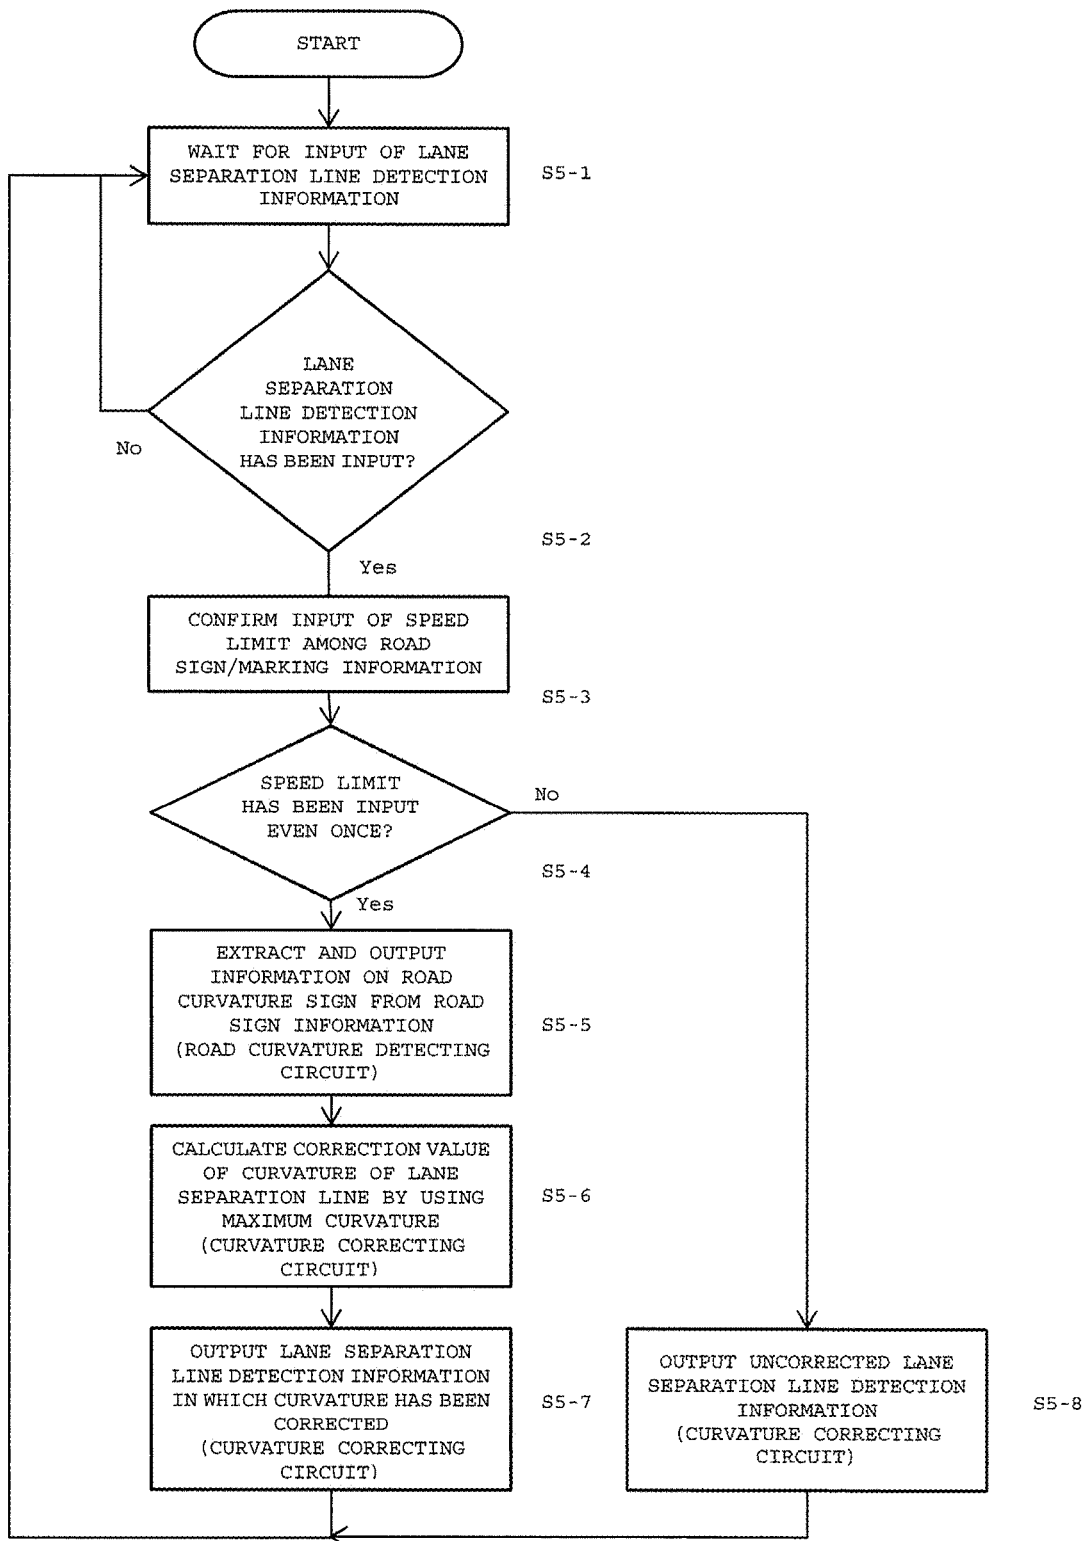 START
WAIT FOR INPUT OF LANE
SEPARATION LINE DETECTION
INFORMATION
S5-1
LANE
SEPARATION
LINE DETECTION
INFORMATION
HAS BEEN INPUT?
No
S5-2
Yes
CONFIRM INPUT OF SPEED
LIMIT AMONG ROAD
SIGN/MARKING INFORMATION
S5-3
SPEED LIMIT
HAS BEEN INPUT
EVEN ONCE?
No
S5-4
Yes
EXTRACT AND OUTPUT
INFORMATION ON ROAD
CURVATURE SIGN FROM ROAD
SIGN INFORMATION
(ROAD CURVATURE DETECTING
CIRCUIT)
S5-5
CALCULATE CORRECTION VALUE
OF CURVATURE OF LANE
SEPARATION LINE BY USING
MAXIMUM CURVATURE
(CURVATURE CORRECTING
CIRCUIT)
S5-6
OUTPUT LANE SEPARATION
LINE DETECTION INFORMATION
IN WHICH CURVATURE HAS BEEN
CORRECTED
(CURVATURE CORRECTING
CIRCUIT)
S5-7
OUTPUT UNCORRECTED LANE
SEPARATION LINE DETECTION
INFORMATION
(CURVATURE CORRECTING
CIRCUIT)
S5-8